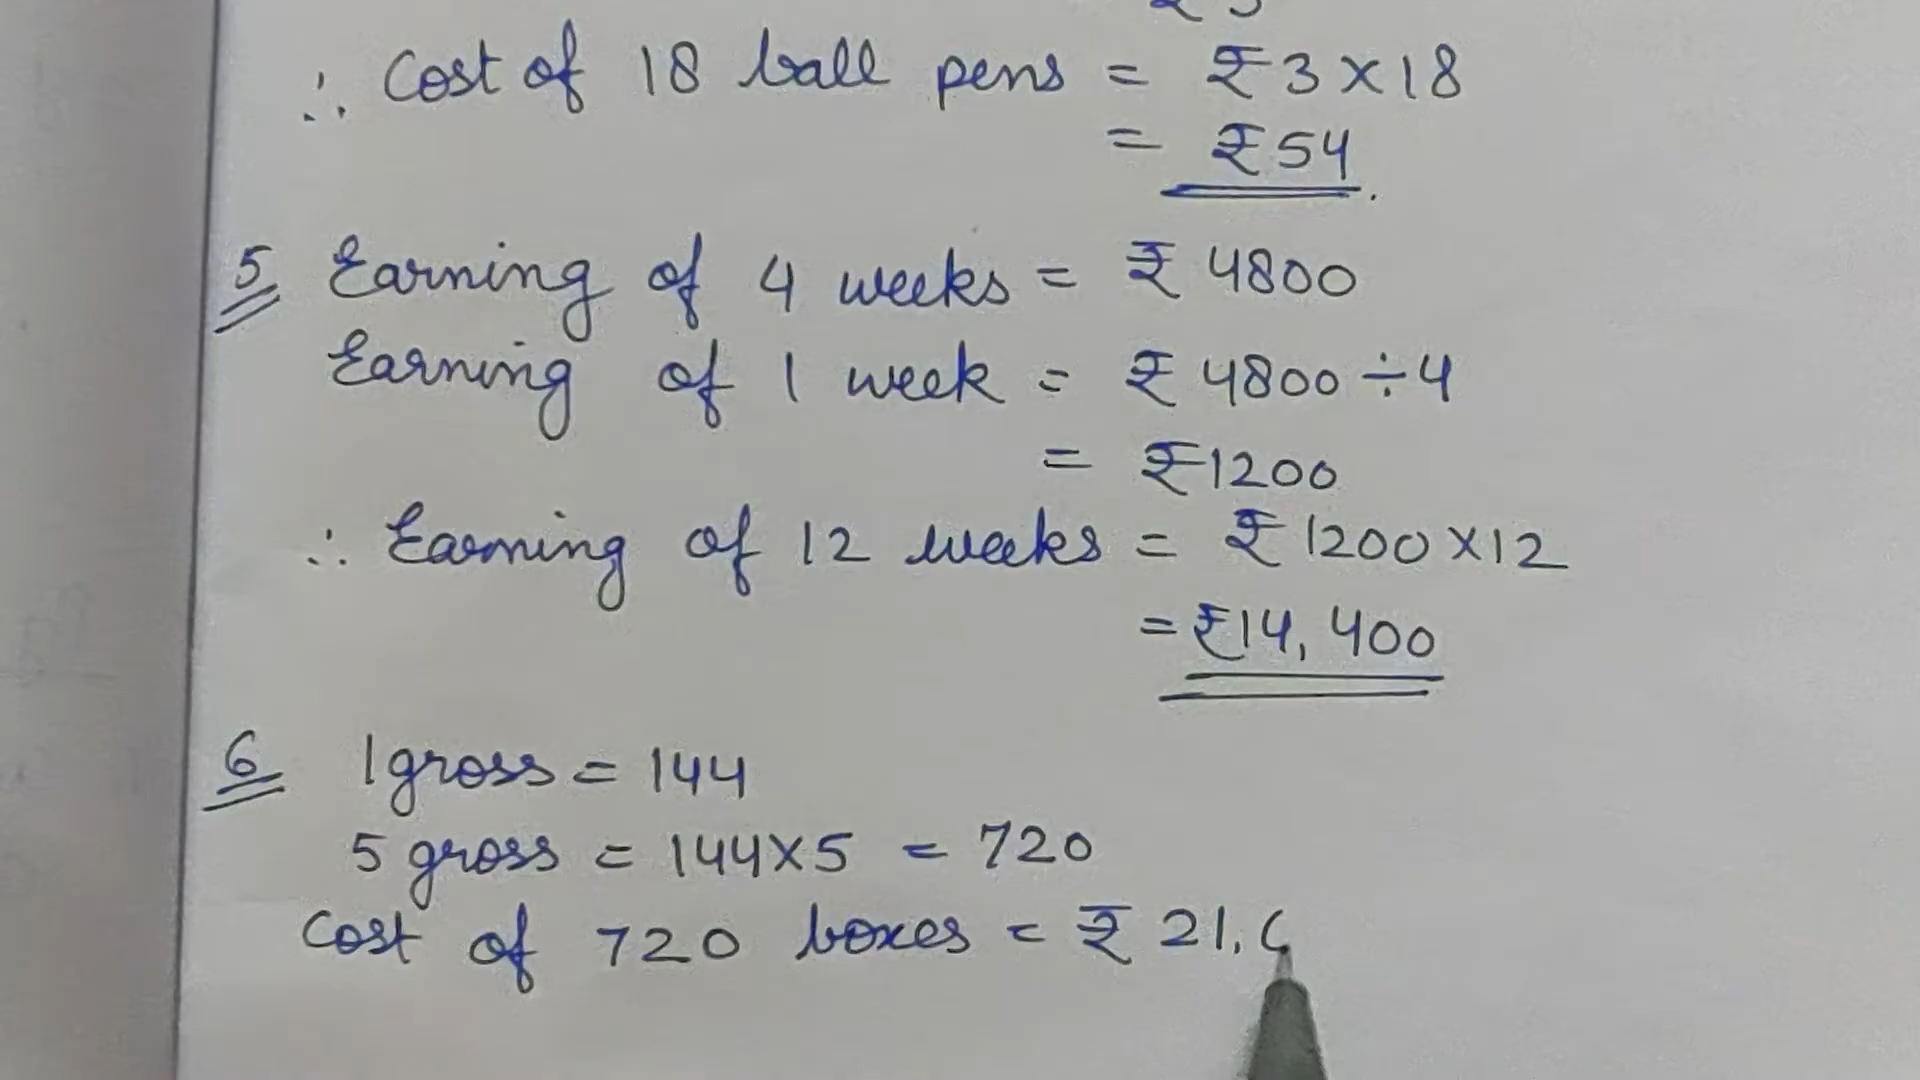 ∴ Cost of 18 ball pens = ₹3×18
= ₹54.
5 Earning of 4 weeks = ₹ 4800
Earning of 1 week = ₹ 4800÷4
= ₹1200
∴ Earning of 12 weeks = ₹ 1200×12
= ₹14,400
6 1 gross = 144
5 gross = 144×5 = 720
Cost of 720 boxes = ₹ 21,